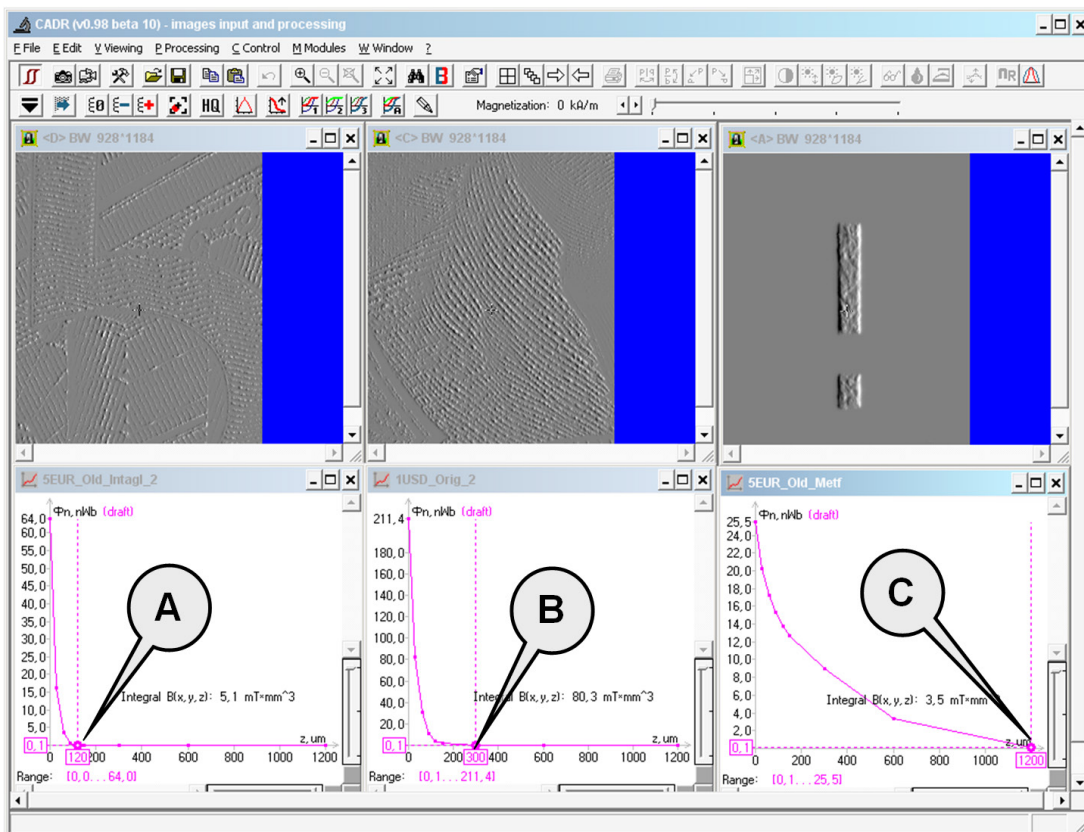 CADR (v0.98 beta 10) - images input and processing
F File E Edit V Viewing P Processing C Control M Modules W Window ?
HQ Magnetization: 0 kA/m
<D> BW 928*1184
<C> BW 928*1184
<A> BW 928*1184
5EUR_Old_Intagl_2
Φn, nWb (draft)
64,0
60,0
55,0
50,0
45,0
40,0
35,0
30,0
25,0
20,0
15,0
10,0
5,0
0,1
A
Integral B(x,y,z): 5,1 mT*mm^3
z, um
0 120 400 600 800 1200
Range: [0,0...64,0]
1USD_Orig_2
Φn, nWb (draft)
211,4
180,0
160,0
140,0
120,0
100,0
80,0
60,0
40,0
20,0
0,1
B
Integral B(x,y,z): 80,3 mT*mm^3
z, um
0 300 600 800 1200
Range: [0,1...211,4]
5EUR_Old_Metf
Φn, nWb (draft)
25,5
24,0
22,0
20,0
18,0
16,0
14,0
12,0
10,0
8,0
6,0
4,0
2,0
0,1
C
Integral B(x,y,z): 3,5 mT*mm^3
z, um
0 200 400 600 800 1200
Range: [0,1...25,5]